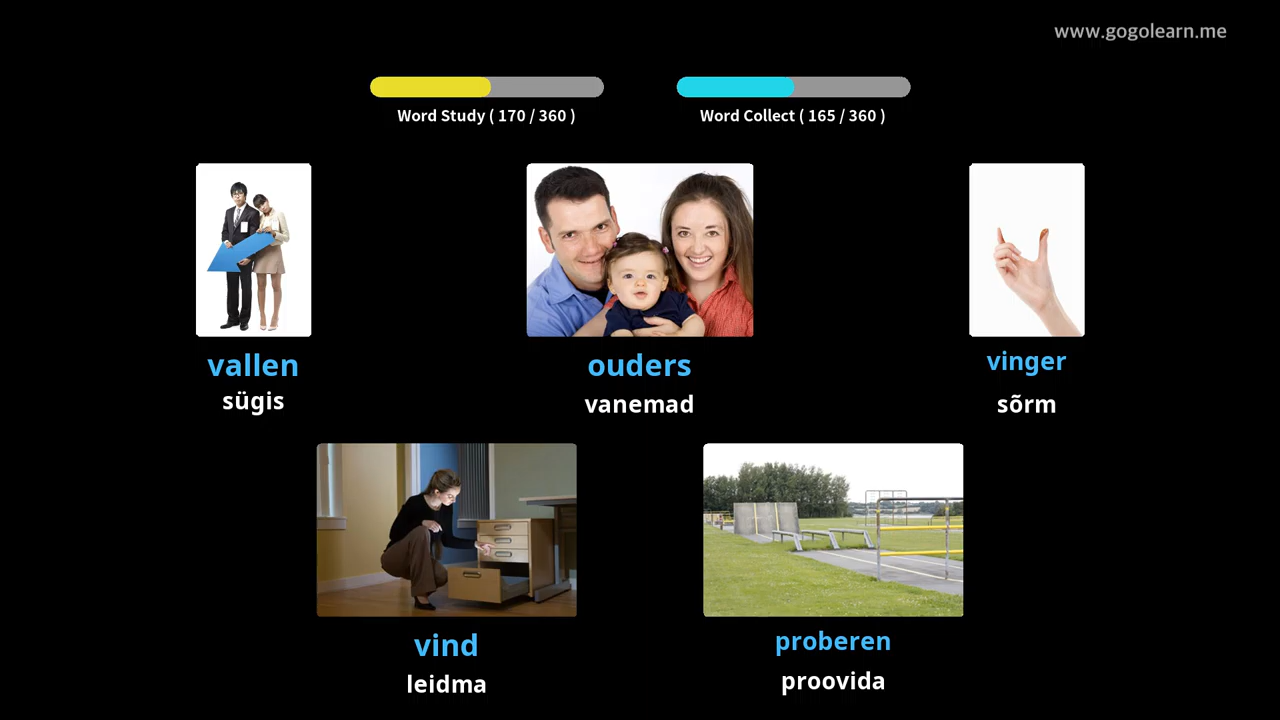 www.gogolearn.me
Word Study ( 170 / 360 )
Word Collect ( 165 / 360 )
vallen
sügis
ouders
vanemad
vinger
sõrm
vind
leidma
proberen
proovida